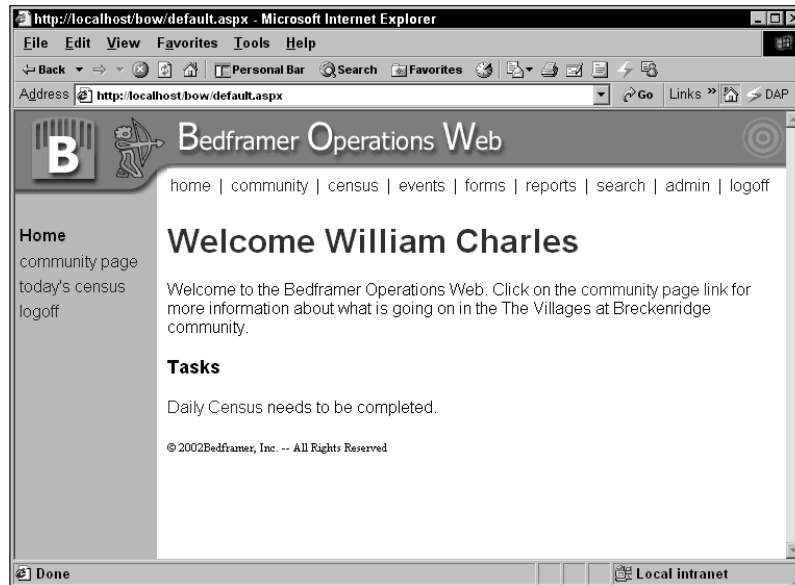 http://localhost/bow/default.aspx - Microsoft Internet Explorer
File Edit View Favorites Tools Help
Back Personal Bar Search Favorites
Address http://localhost/bow/default.aspx Go Links » DAP
B Bedframer Operations Web
home | community | census | events | forms | reports | search | admin | logoff
Home
community page
today's census
logoff
Welcome William Charles
Welcome to the Bedframer Operations Web. Click on the community page link for
more information about what is going on in the The Villages at Breckenridge
community.
Tasks
Daily Census needs to be completed.
© 2002Bedframer, Inc. -- All Rights Reserved
Done Local intranet